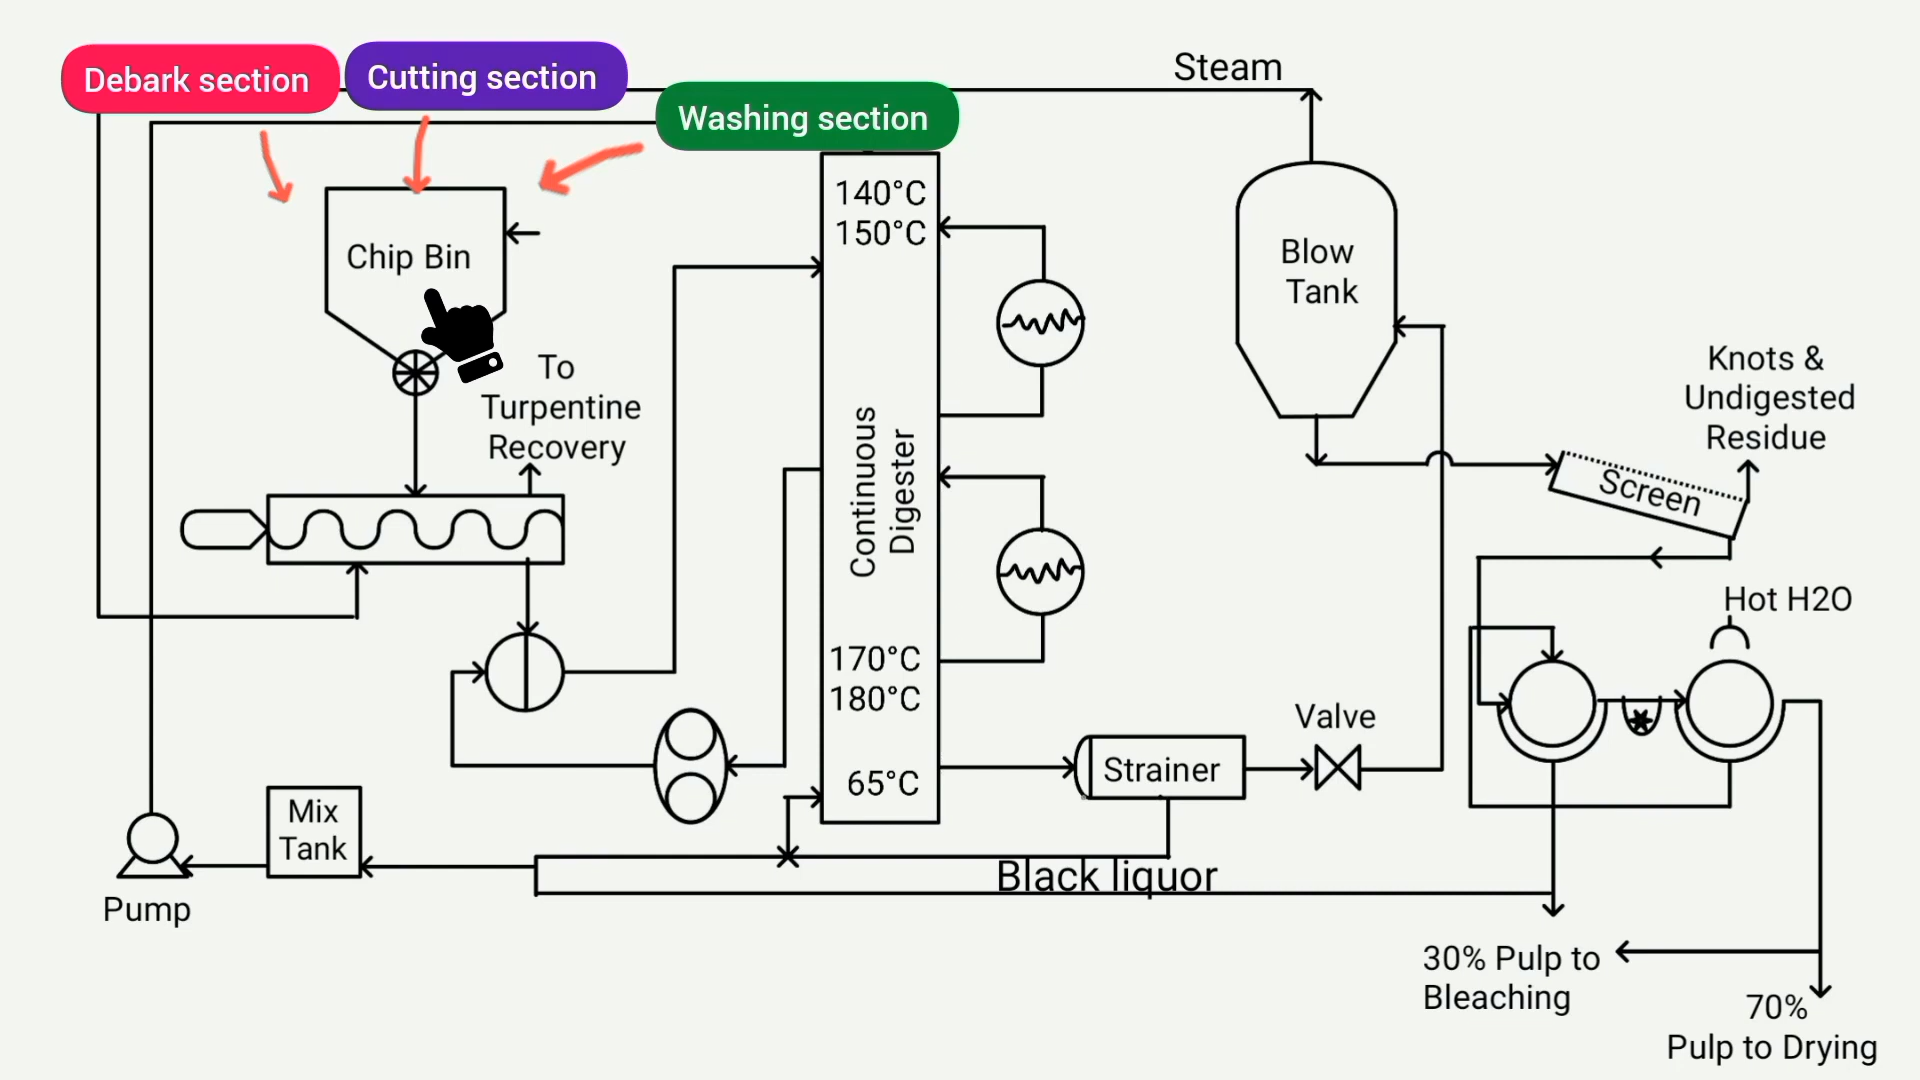 Debark section
Cutting section
Washing section
Steam
Chip Bin
To
Turpentine
Recovery
140°C
150°C
Continuous
Digester
170°C
180°C
65°C
Blow
Tank
Knots &
Undigested
Residue
Screen
Hot H2O
Valve
Strainer
Mix
Tank
Pump
Black liquor
30% Pulp to
Bleaching
70%
Pulp to Drying